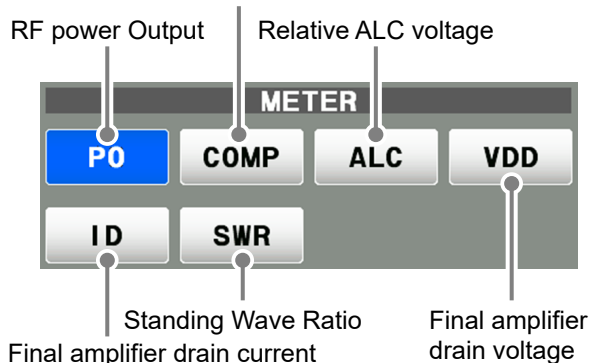 RF power Output
Relative ALC voltage
METER
PO
COMP
ALC
VDD
ID
SWR
Standing Wave Ratio
Final amplifier
drain voltage
Final amplifier drain current